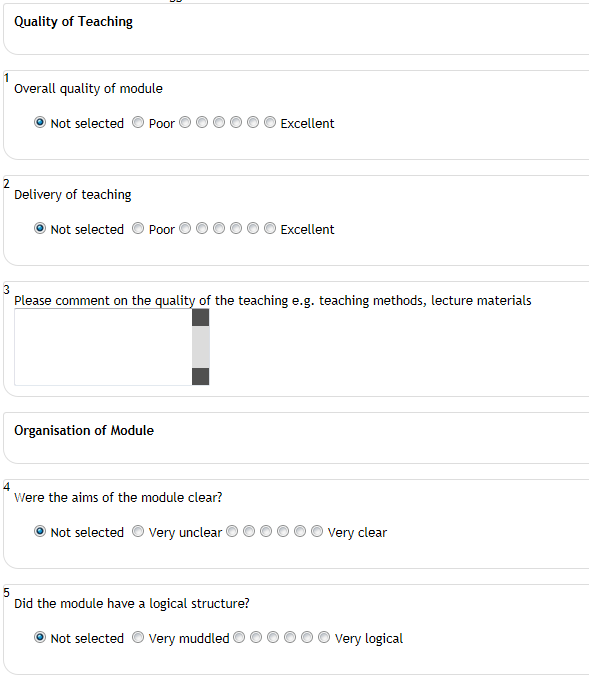 Quality of Teaching
1
Overall quality of module
Not selected Poor Excellent
2
Delivery of teaching
Not selected Poor Excellent
3
Please comment on the quality of the teaching e.g. teaching methods, lecture materials
Organisation of Module
4
Were the aims of the module clear?
Not selected Very unclear Very clear
5
Did the module have a logical structure?
Not selected Very muddled Very logical